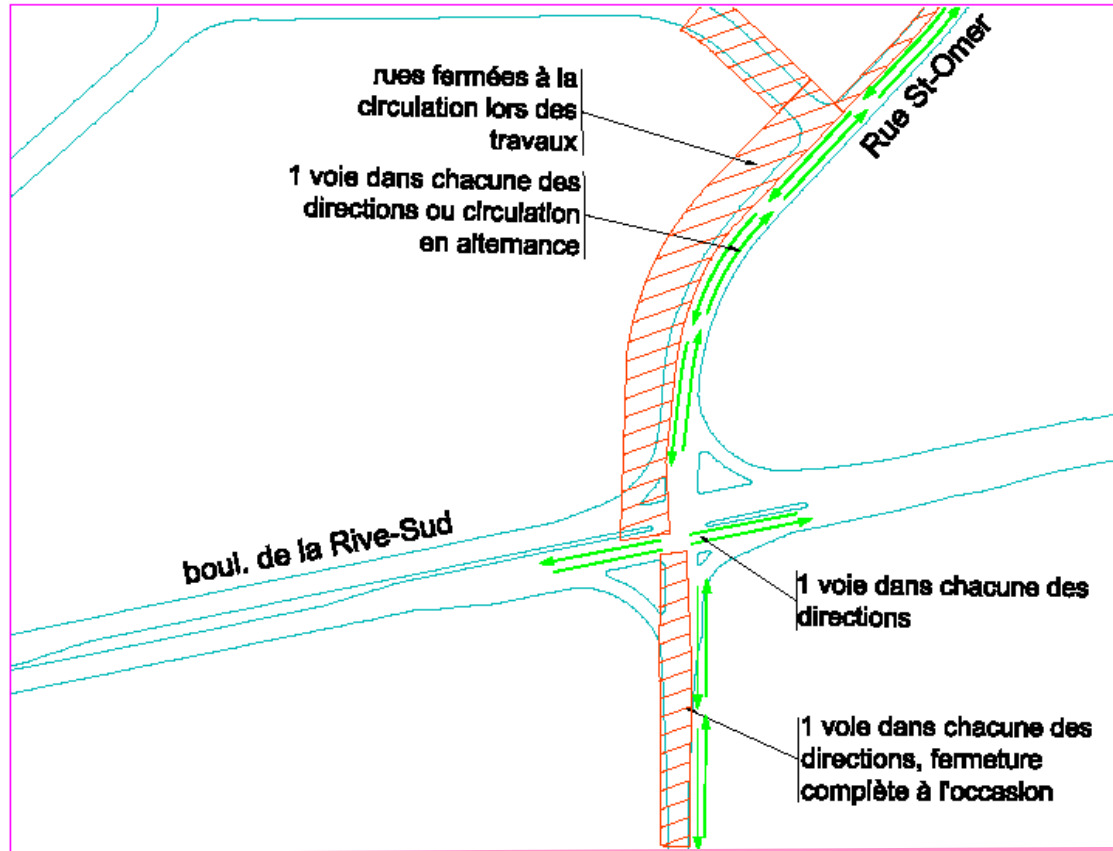 rues fermées à la
circulation lors des
travaux
Rue St-Omer
1 voie dans chacune des
directions ou circulation
en alternance
boul. de la Rive-Sud
1 voie dans chacune des
directions
1 voie dans chacune des
directions, fermeture
complète à l'occasion